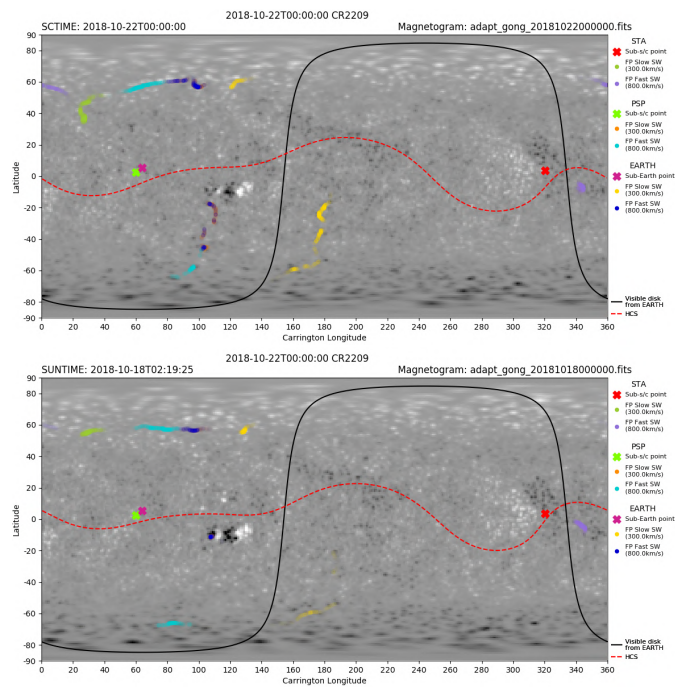 2018-10-22T00:00:00 CR2209
SCTIME: 2018-10-22T00:00:00
Magnetogram: adapt_gong_20181022000000.fits
90
80
60
40
20
0
-20
-40
-60
-80
-90
Latitude
0 20 40 60 80 100 120 140 160 180 200 220 240 260 280 300 320 340 360
Carrington Longitude
STA
Sub-s/c point
FP Slow SW
(300.0km/s)
FP Fast SW
(800.0km/s)
PSP
Sub-s/c point
FP Slow SW
(300.0km/s)
FP Fast SW
(800.0km/s)
EARTH
Sub-Earth point
FP Slow SW
(300.0km/s)
FP Fast SW
(800.0km/s)
Visible disk
from EARTH
HCS
2018-10-22T00:00:00 CR2209
SUNTIME: 2018-10-18T02:19:25
Magnetogram: adapt_gong_20181018000000.fits
90
80
60
40
20
0
-20
-40
-60
-80
-90
Latitude
0 20 40 60 80 100 120 140 160 180 200 220 240 260 280 300 320 340 360
Carrington Longitude
STA
Sub-s/c point
FP Slow SW
(300.0km/s)
FP Fast SW
(800.0km/s)
PSP
Sub-s/c point
FP Slow SW
(300.0km/s)
FP Fast SW
(800.0km/s)
EARTH
Sub-Earth point
FP Slow SW
(300.0km/s)
FP Fast SW
(800.0km/s)
Visible disk
from EARTH
HCS